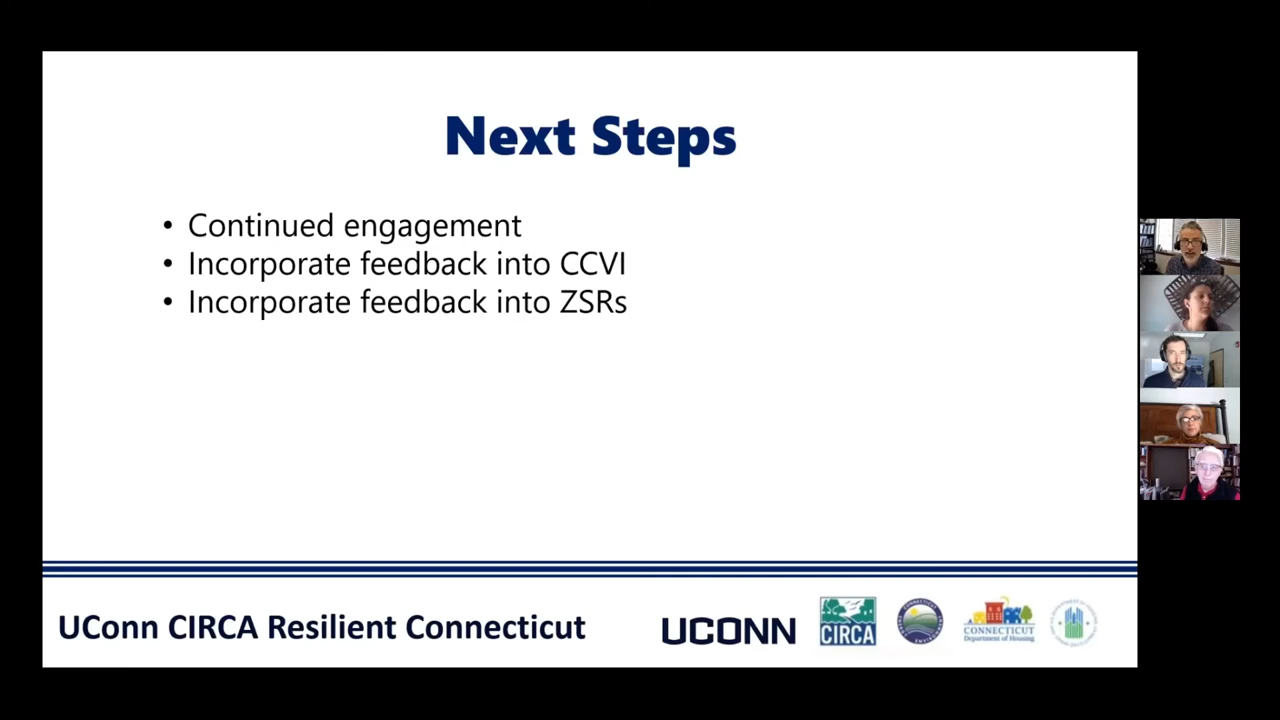 Next Steps
• Continued engagement
• Incorporate feedback into CCVI
• Incorporate feedback into ZSRs
UConn CIRCA Resilient Connecticut
UCONN
CIRCA
CONNECTICUT
Department of Housing